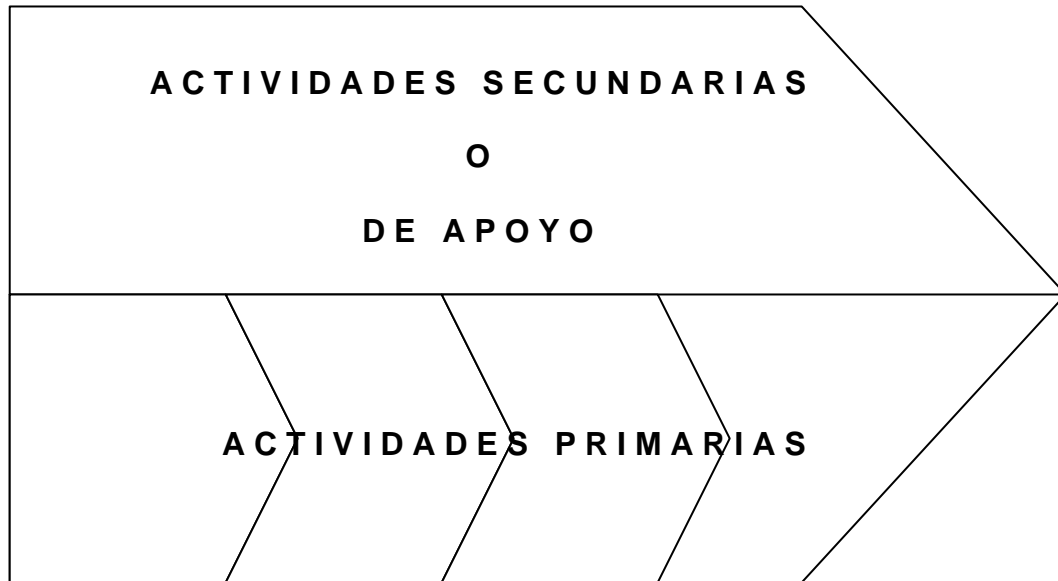 ACTIVIDADES SECUNDARIAS
O
DE APOYO
ACTIVIDADES PRIMARIAS